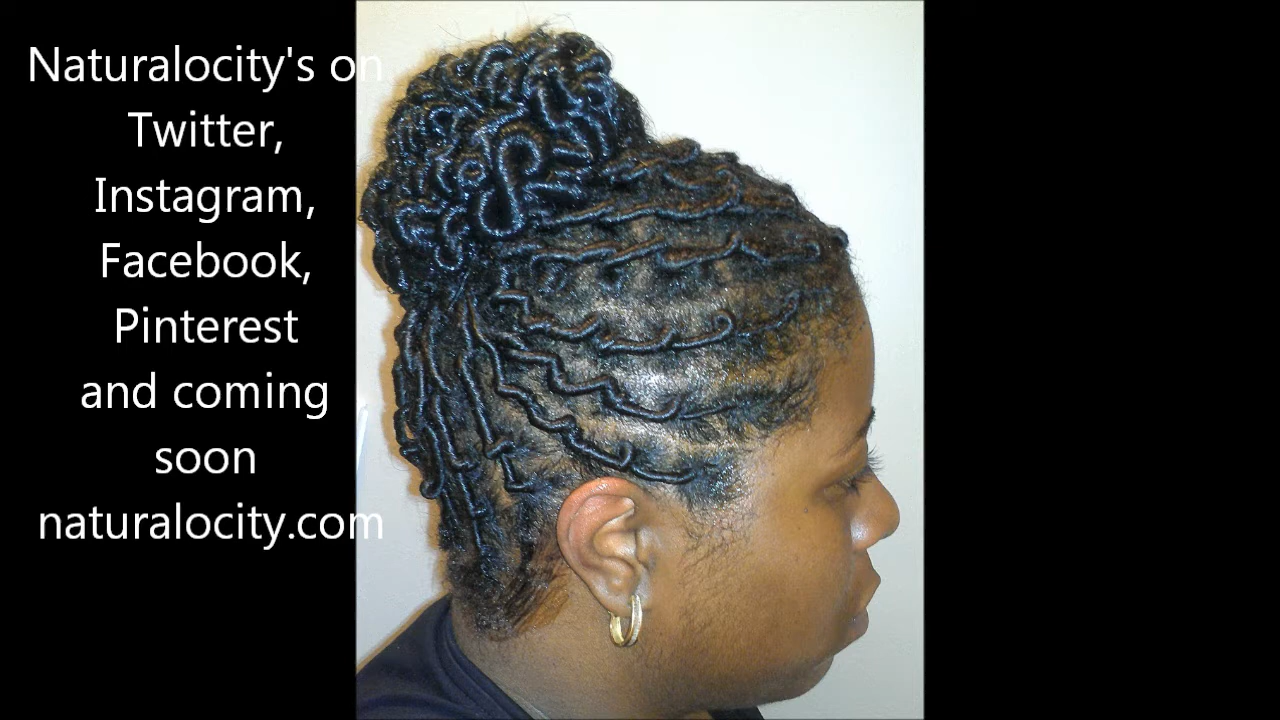 Naturalocity's on
Twitter,
Instagram,
Facebook,
Pinterest
and coming
soon
naturalocity.com